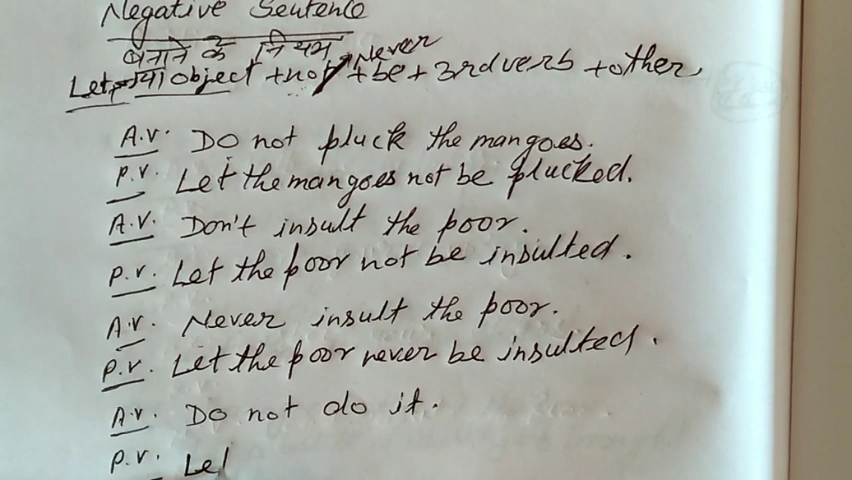 Negative Sentence
बनाने के नियम
Never
Let + या object + not / + be + 3rd verb + other
A.V. Do not pluck the mangoes.
P.V. Let the mangoes not be plucked.
A.V. Don't insult the poor.
P.V. Let the poor not be insulted.
A.V. Never insult the poor.
P.V. Let the poor never be insulted.
A.V. Do not do it.
P.V. Let